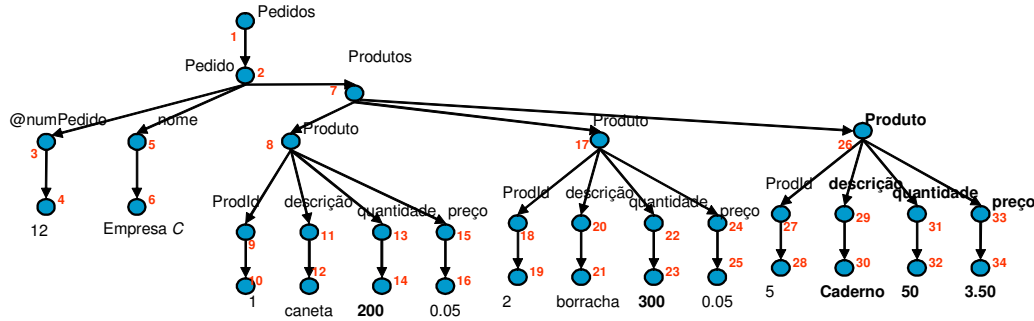 Pedidos
1
Pedido 2 Produtos
7
@numPedido nome Produto Produto Produto
3 5 8 17 26
ProdId descrição quantidade preço ProdId descrição quantidade preço ProdId descrição quantidade preço
4 6 9 11 13 15 18 20 22 24 27 29 31 33
12 Empresa C 10 12 14 16 19 21 23 25 28 30 32 34
1 caneta 200 0.05 2 borracha 300 0.05 5 Caderno 50 3.50